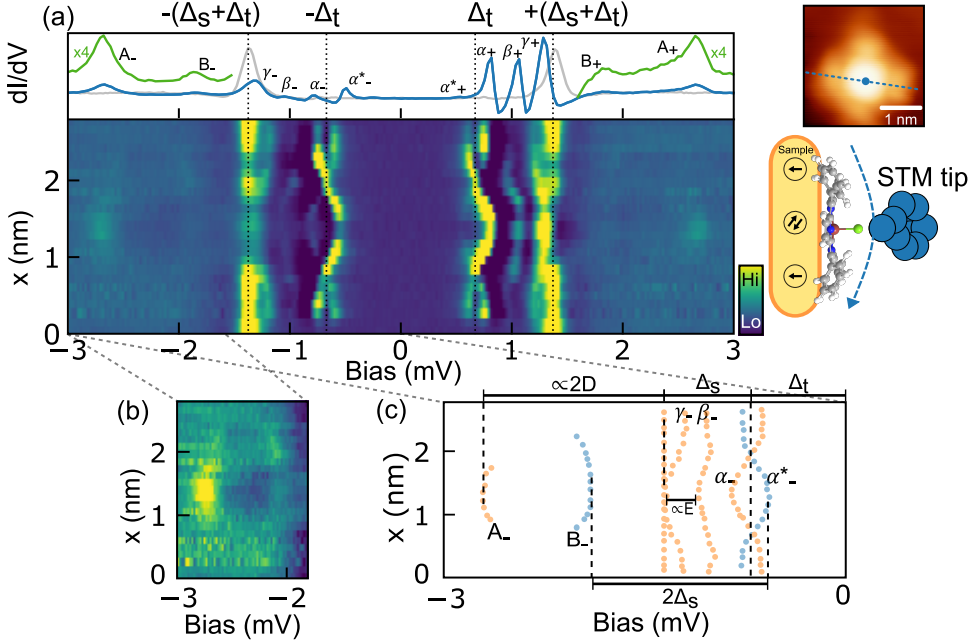 (a)
-(Δs+Δt)
-Δt
Δt
+(Δs+Δt)
dI/dV
x4
A-
B-
γ-
β-
α-
α*-
α*+
α+
β+
γ+
B+
A+
x4
1 nm
Sample
STM tip
x (nm)
2
1
0
Hi
Lo
−3
−2
−1
0
1
2
3
Bias (mV)
(b)
x (nm)
2
1
0
−3
−2
Bias (mV)
(c)
∝2D
Δs
Δt
x (nm)
2
1
0
γ- β-
α-
α*-
∝E
A-
B-
2Δs
−3
0
Bias (mV)